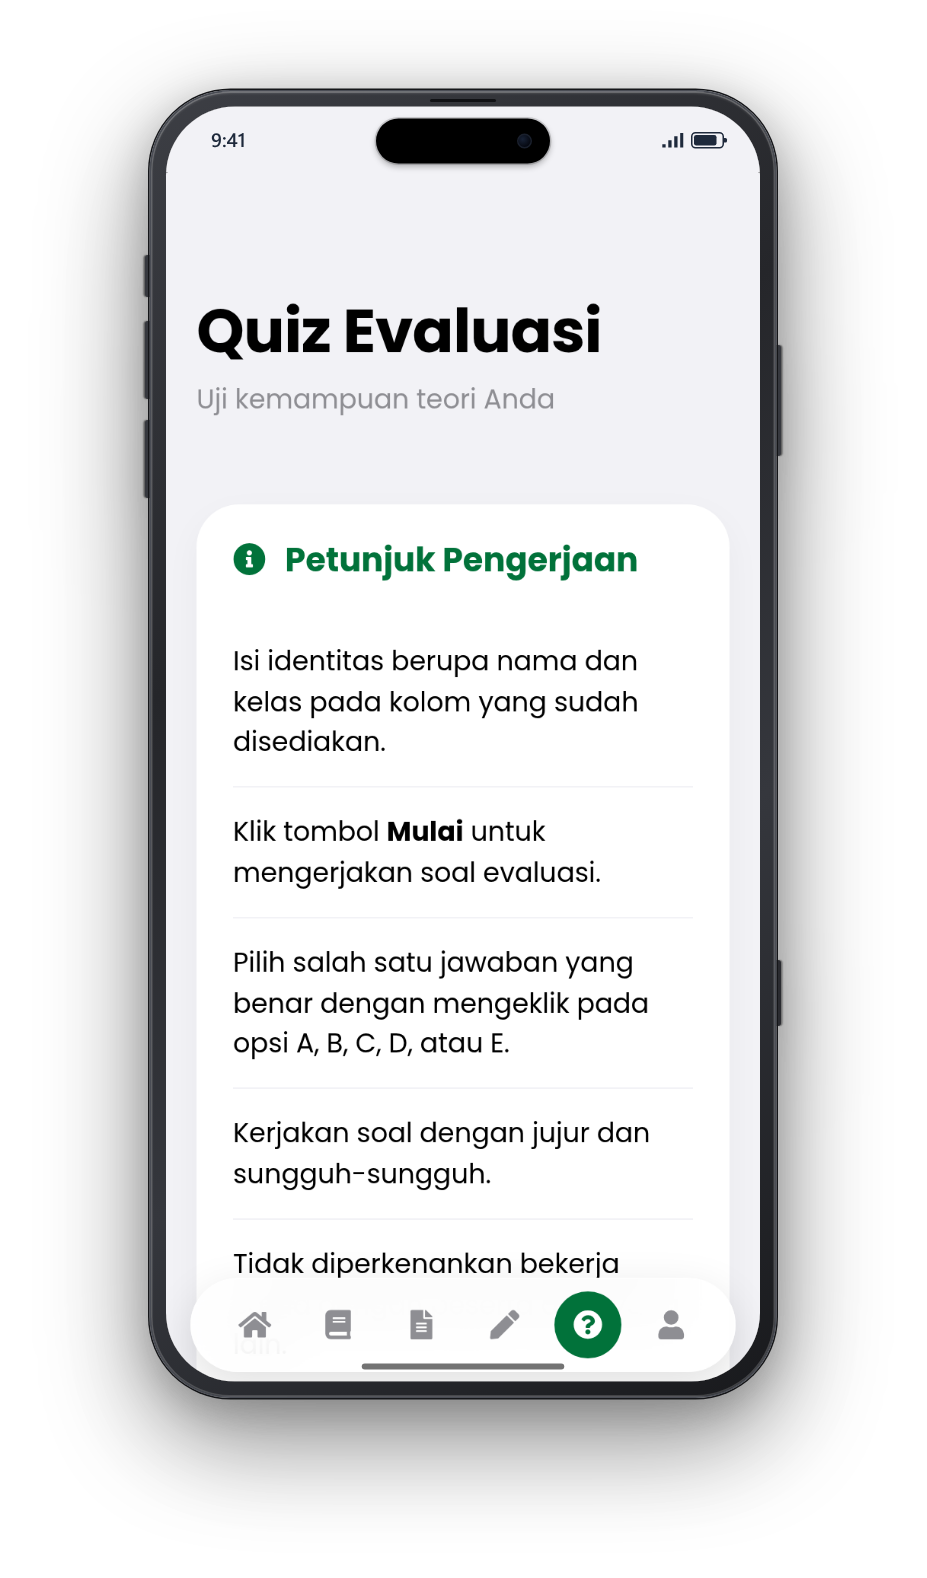 9:41
Quiz Evaluasi
Uji kemampuan teori Anda
Petunjuk Pengerjaan
Isi identitas berupa nama dan
kelas pada kolom yang sudah
disediakan.
Klik tombol Mulai untuk
mengerjakan soal evaluasi.
Pilih salah satu jawaban yang
benar dengan mengeklik pada
opsi A, B, C, D, atau E.
Kerjakan soal dengan jujur dan
sungguh-sungguh.
Tidak diperkenankan bekerja
lain.